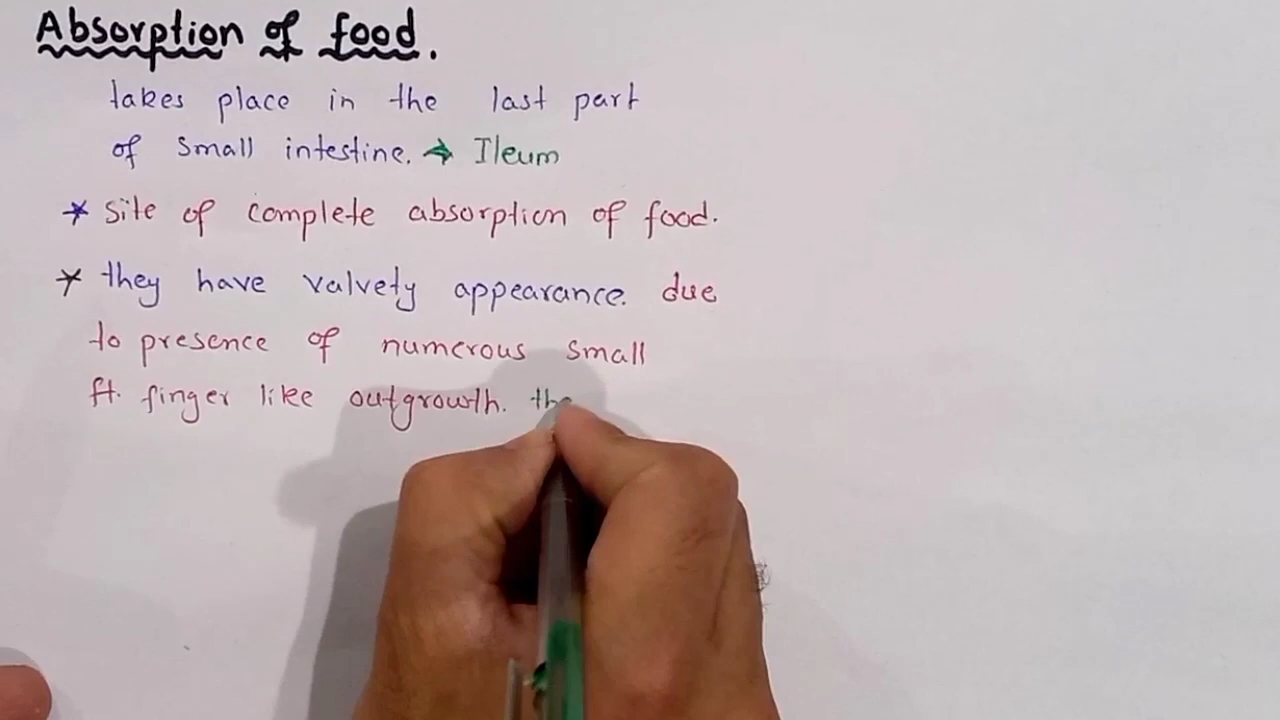 Absorption of food.
takes place in the last part
of small intestine. → Ileum
* Site of complete absorption of food.
* they have valvety appearance. due
to presence of numerous small
ft. finger like outgrowth. the